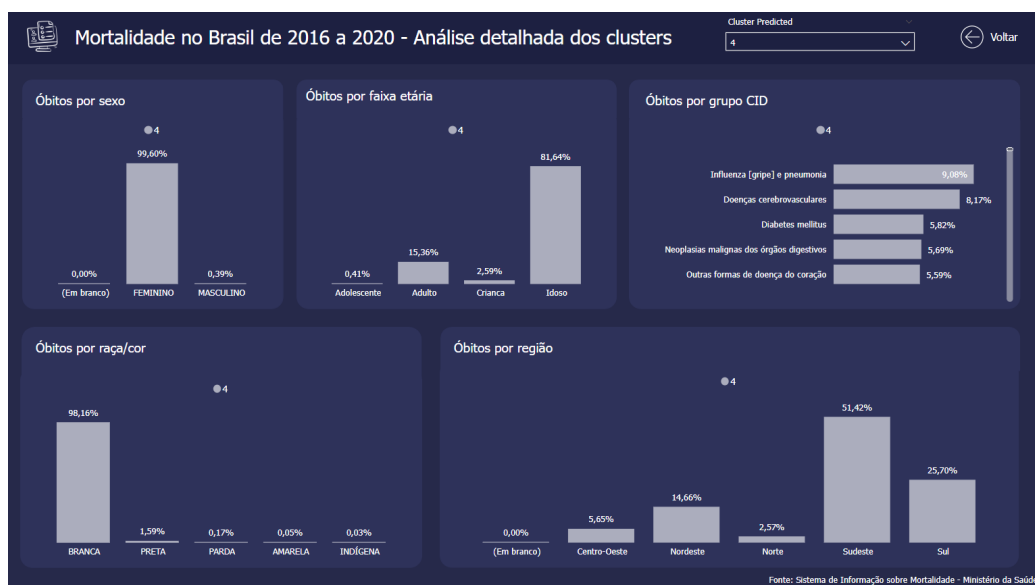 Mortalidade no Brasil de 2016 a 2020 - Análise detalhada dos clusters
Cluster Predicted
4
Voltar
Óbitos por sexo
4
99,60%
0,00%
0,39%
(Em branco) FEMININO MASCULINO
Óbitos por faixa etária
4
81,64%
15,36%
0,41%
2,59%
Adolescente Adulto Crianca Idoso
Óbitos por grupo CID
4
Influenza [gripe] e pneumonia 9,08%
Doenças cerebrovasculares 8,17%
Diabetes mellitus 5,82%
Neoplasias malignas dos órgãos digestivos 5,69%
Outras formas de doença do coração 5,59%
Óbitos por raça/cor
4
98,16%
1,59% 0,17% 0,05% 0,03%
BRANCA PRETA PARDA AMARELA INDÍGENA
Óbitos por região
4
51,42%
25,70%
14,66%
5,65%
2,57%
0,00%
(Em branco) Centro-Oeste Nordeste Norte Sudeste Sul
Fonte: Sistema de Informação sobre Mortalidade - Ministério da Saúde